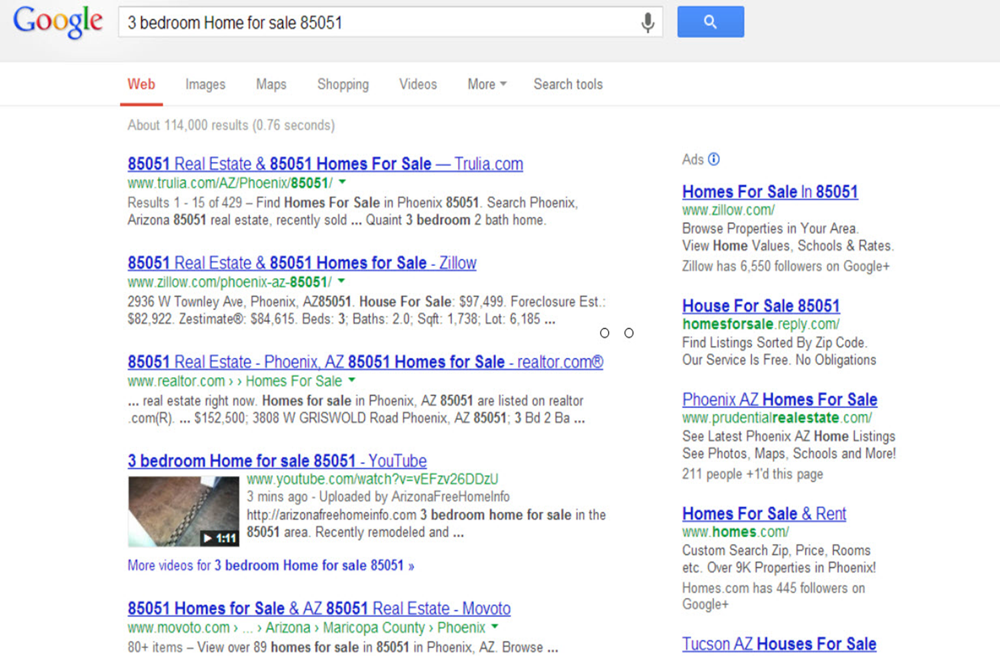 Google
3 bedroom Home for sale 85051
Web Images Maps Shopping Videos More Search tools
About 114,000 results (0.76 seconds)
85051 Real Estate & 85051 Homes For Sale — Trulia.com
www.trulia.com/AZ/Phoenix/85051/
Results 1 - 15 of 429 – Find Homes For Sale in Phoenix 85051. Search Phoenix,
Arizona 85051 real estate, recently sold ... Quaint 3 bedroom 2 bath home.
85051 Real Estate & 85051 Homes for Sale - Zillow
www.zillow.com/phoenix-az-85051/
2936 W Townley Ave, Phoenix, AZ85051. House For Sale: $97,499. Foreclosure Est.:
$82,922. Zestimate®: $84,615. Beds: 3; Baths: 2.0; Sqft: 1,738; Lot: 6,185 ...
85051 Real Estate - Phoenix, AZ 85051 Homes for Sale - realtor.com®
www.realtor.com › › Homes For Sale
... real estate right now. Homes for sale in Phoenix, AZ 85051 are listed on realtor
.com(R). ... $152,500; 3808 W GRISWOLD Road Phoenix, AZ 85051; 3 Bd 2 Ba ...
3 bedroom Home for sale 85051 - YouTube
www.youtube.com/watch?v=vEFzv26DDzU
3 mins ago - Uploaded by ArizonaFreeHomeInfo
http://arizonafreehomeinfo.com 3 bedroom home for sale in the
85051 area. Recently remodeled and ...
1:11
More videos for 3 bedroom Home for sale 85051 »
85051 Homes for Sale & AZ 85051 Real Estate - Movoto
www.movoto.com › ... › Arizona › Maricopa County › Phoenix
80+ items – View over 89 homes for sale in 85051 in Phoenix, AZ. Browse ...
Ads
Homes For Sale In 85051
www.zillow.com/
Browse Properties in Your Area.
View Home Values, Schools & Rates.
Zillow has 6,550 followers on Google+
House For Sale 85051
homesforsale.reply.com/
Find Listings Sorted By Zip Code.
Our Service Is Free. No Obligations
Phoenix AZ Homes For Sale
www.prudentialrealestate.com/
See Latest Phoenix AZ Home Listings
See Photos, Maps, Schools and More!
211 people +1'd this page
Homes For Sale & Rent
www.homes.com/
Custom Search Zip, Price, Rooms
etc. Over 9K Properties in Phoenix!
Homes.com has 445 followers on
Google+
Tucson AZ Houses For Sale